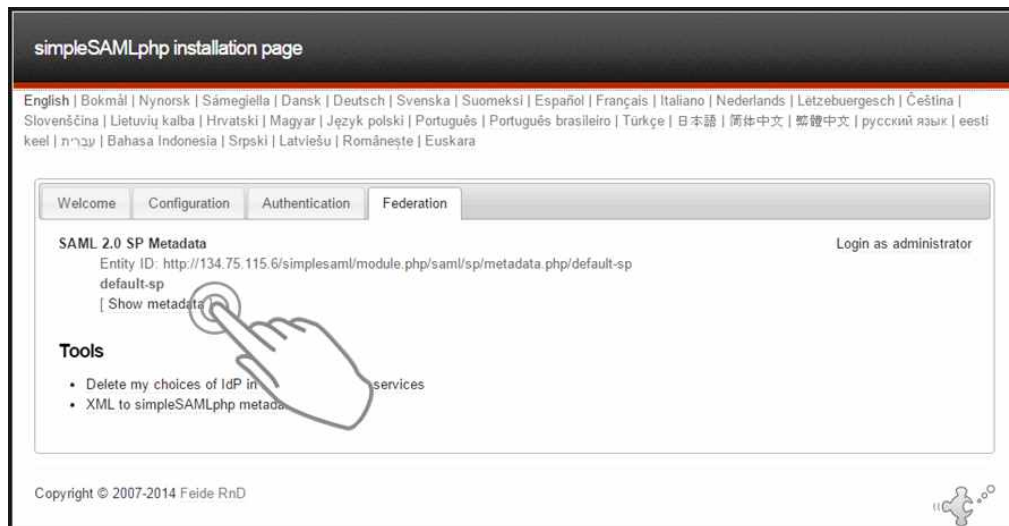 simpleSAMLphp installation page
English | Bokmål | Nynorsk | Sámegiella | Dansk | Deutsch | Svenska | Suomeksi | Español | Français | Italiano | Nederlands | Lëtzebuergesch | Čeština |
Slovenščina | Lietuvių kalba | Hrvatski | Magyar | Język polski | Português | Português brasileiro | Türkçe | 日本語 | 简体中文 | 繁體中文 | русский язык | eesti
keel | עברית | Bahasa Indonesia | Srpski | Latviešu | Românește | Euskara
Welcome Configuration Authentication Federation
SAML 2.0 SP Metadata Login as administrator
Entity ID: http://134.75.115.6/simplesaml/module.php/saml/sp/metadata.php/default-sp
default-sp
[ Show metadata ]
Tools
• Delete my choices of IdP in services
• XML to simpleSAMLphp
Copyright © 2007-2014 Feide RnD